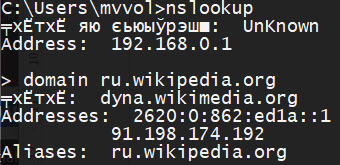 C:\Users\mvvol>nslookup
╤хЁтхЁ яю єьюыўрэш■:  UnKnown
Address:  192.168.0.1
> domain ru.wikipedia.org
╤хЁтхЁ:  dyna.wikimedia.org
Addresses:  2620:0:862:ed1a::1
91.198.174.192
Aliases:  ru.wikipedia.org